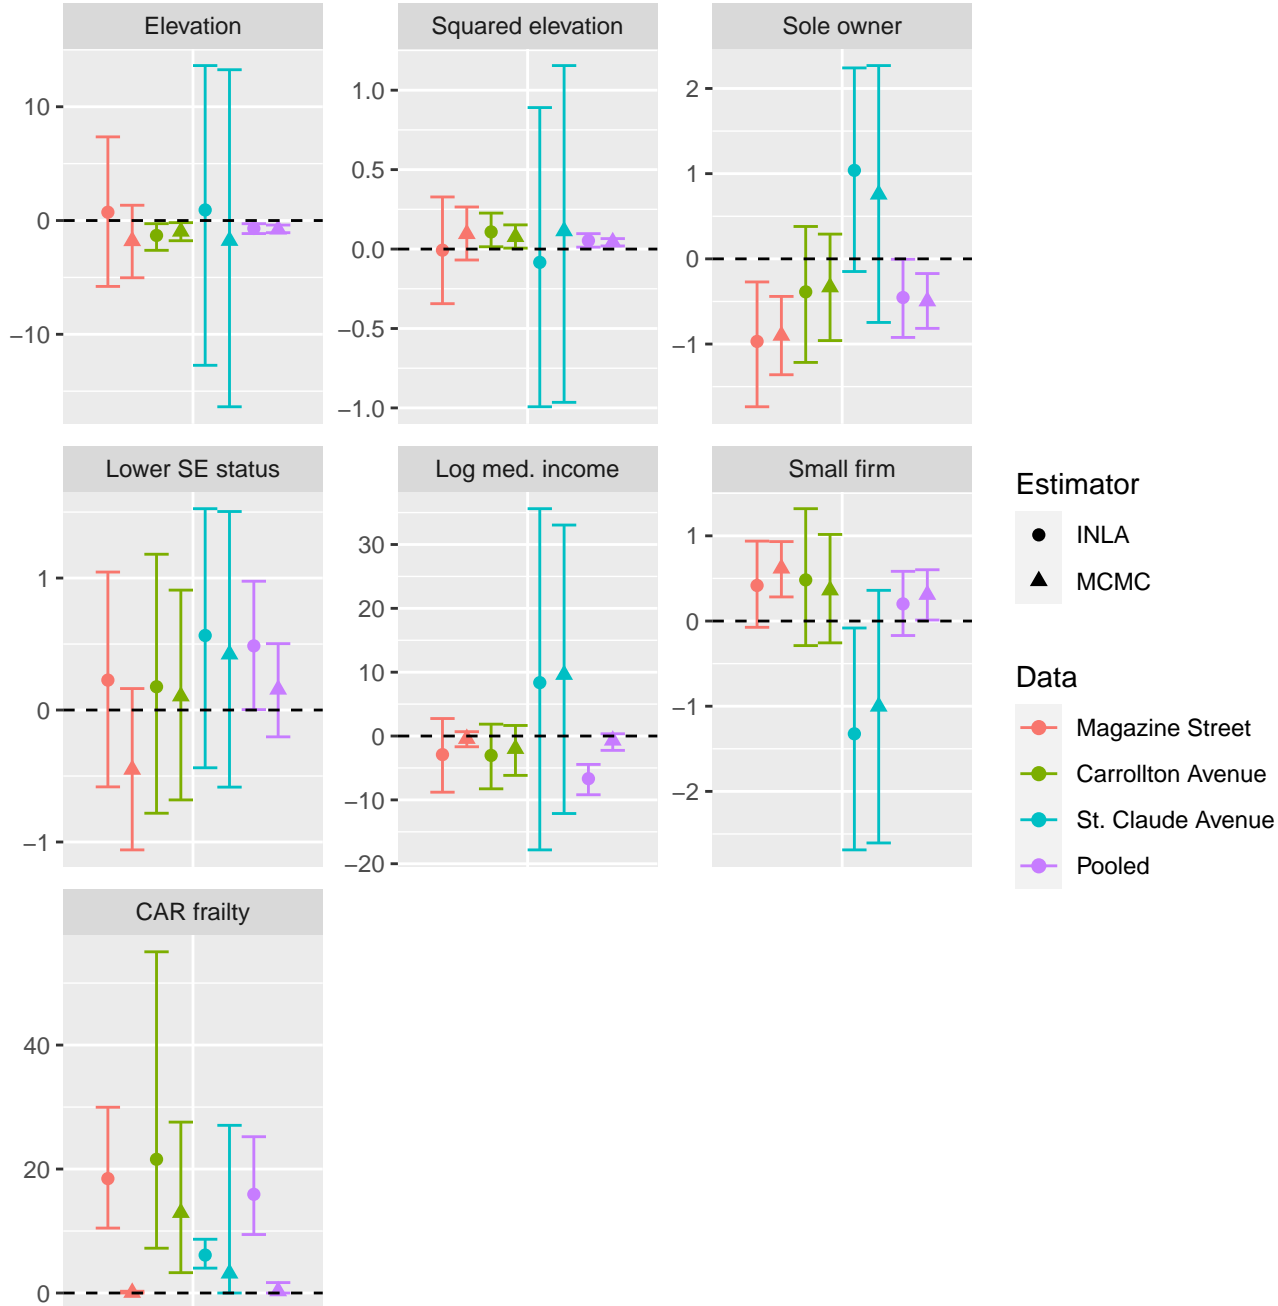 Elevation
10
0
−10
Squared elevation
1.0
0.5
0.0
−0.5
−1.0
Sole owner
2
1
0
−1
Lower SE status
1
0
−1
Log med. income
30
20
10
0
−10
−20
Small firm
1
0
−1
−2
CAR frailty
40
20
0
Estimator
INLA
MCMC
Data
Magazine Street
Carrollton Avenue
St. Claude Avenue
Pooled